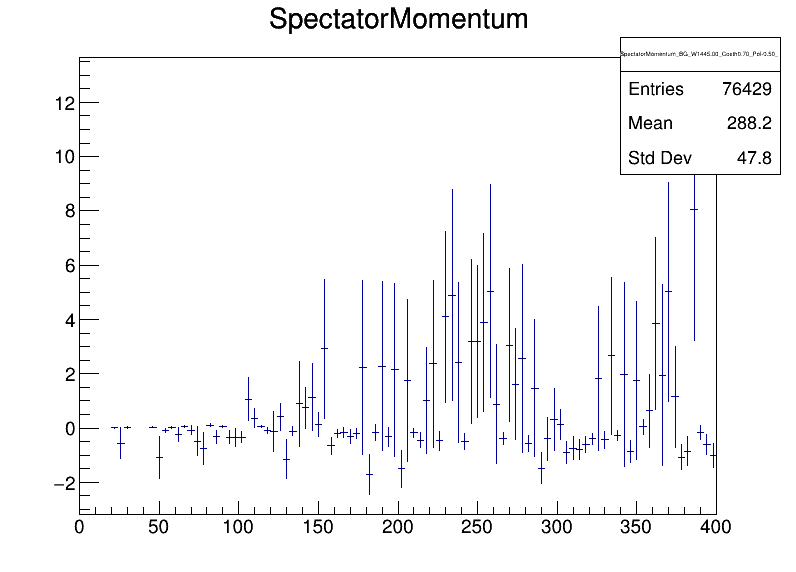 SpectatorMomentum
SpectatorMomentum_BG_W1445.00_Costh0.70_Pol-0.50_
Entries 76429
Mean 288.2
Std Dev 47.8
12
10
8
6
4
2
0
−2
0 50 100 150 200 250 300 350 400